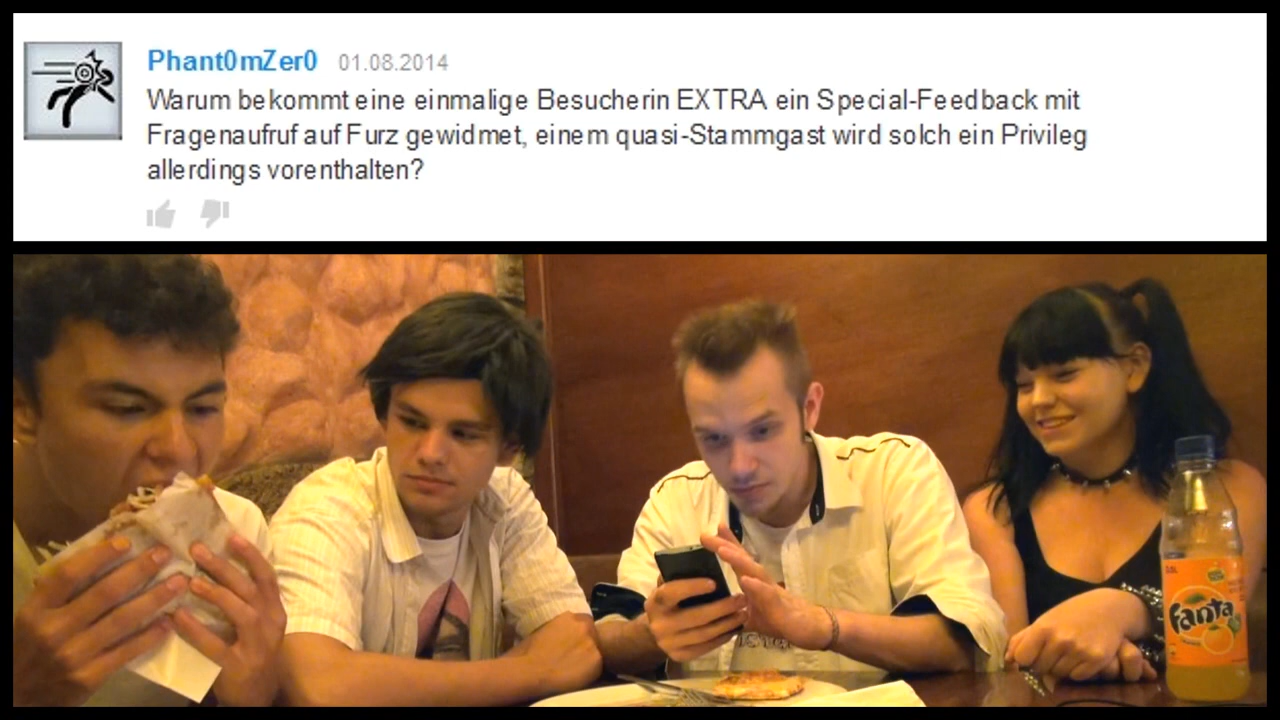 Phant0mZer0 01.08.2014
Warum bekommt eine einmalige Besucherin EXTRA ein Special-Feedback mit
Fragenaufruf auf Furz gewidmet, einem quasi-Stammgast wird solch ein Privileg
allerdings vorenthalten?
Fanta